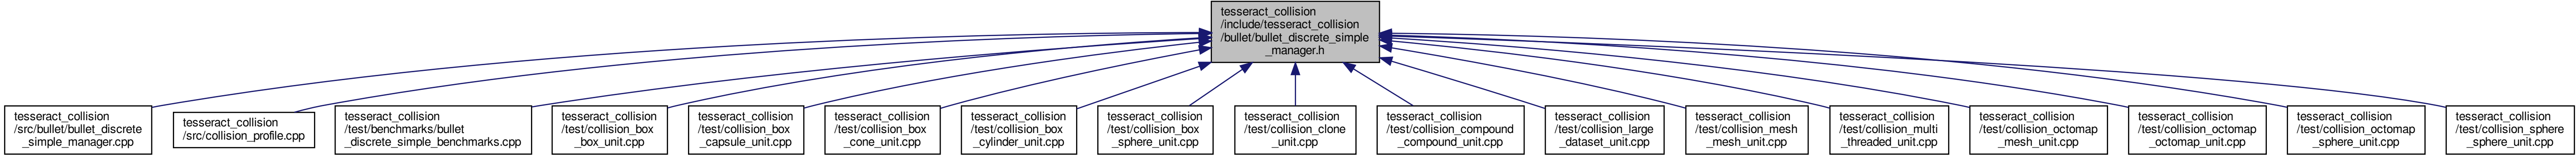 tesseract_collision
/include/tesseract_collision
/bullet/bullet_discrete_simple
_manager.h
tesseract_collision
/src/bullet/bullet_discrete
_simple_manager.cpp
tesseract_collision
/src/collision_profile.cpp
tesseract_collision
/test/benchmarks/bullet
_discrete_simple_benchmarks.cpp
tesseract_collision
/test/collision_box
_box_unit.cpp
tesseract_collision
/test/collision_box
_capsule_unit.cpp
tesseract_collision
/test/collision_box
_cone_unit.cpp
tesseract_collision
/test/collision_box
_cylinder_unit.cpp
tesseract_collision
/test/collision_box
_sphere_unit.cpp
tesseract_collision
/test/collision_clone
_unit.cpp
tesseract_collision
/test/collision_compound
_compound_unit.cpp
tesseract_collision
/test/collision_large
_dataset_unit.cpp
tesseract_collision
/test/collision_mesh
_mesh_unit.cpp
tesseract_collision
/test/collision_multi
_threaded_unit.cpp
tesseract_collision
/test/collision_octomap
_mesh_unit.cpp
tesseract_collision
/test/collision_octomap
_octomap_unit.cpp
tesseract_collision
/test/collision_octomap
_sphere_unit.cpp
tesseract_collision
/test/collision_sphere
_sphere_unit.cpp